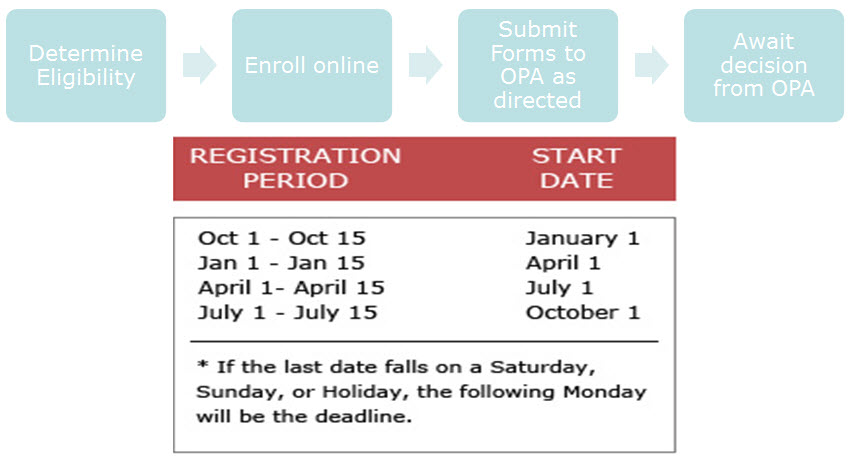 Determine
Eligibility
Enroll online
Submit
Forms to
OPA as
directed
Await
decision
from OPA
REGISTRATION PERIOD
START DATE
Oct 1 - Oct 15 January 1
Jan 1 - Jan 15 April 1
April 1- April 15 July 1
July 1 - July 15 October 1
* If the last date falls on a Saturday,
Sunday, or Holiday, the following Monday
will be the deadline.